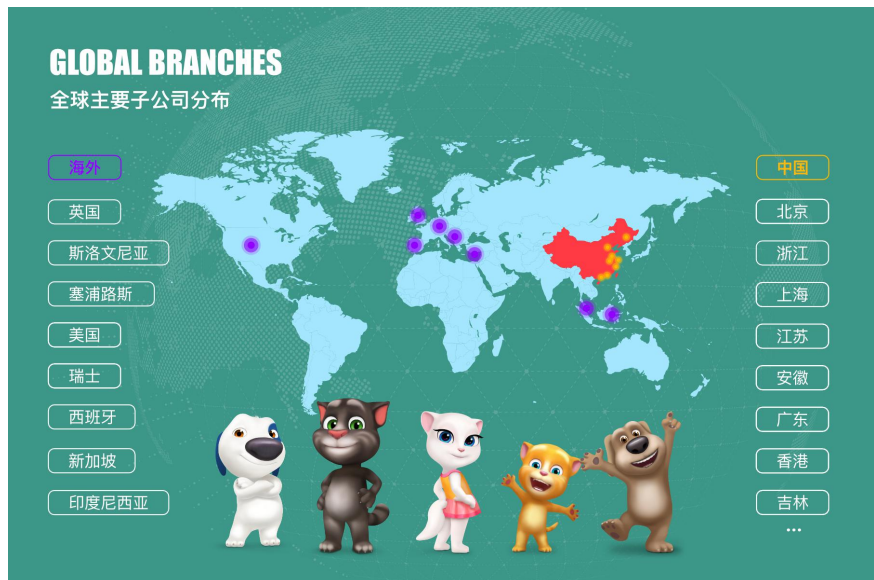 GLOBAL BRANCHES
全球主要子公司分布
海外
英国
斯洛文尼亚
塞浦路斯
美国
瑞士
西班牙
新加坡
印度尼西亚
中国
北京
浙江
上海
江苏
安徽
广东
香港
吉林
...